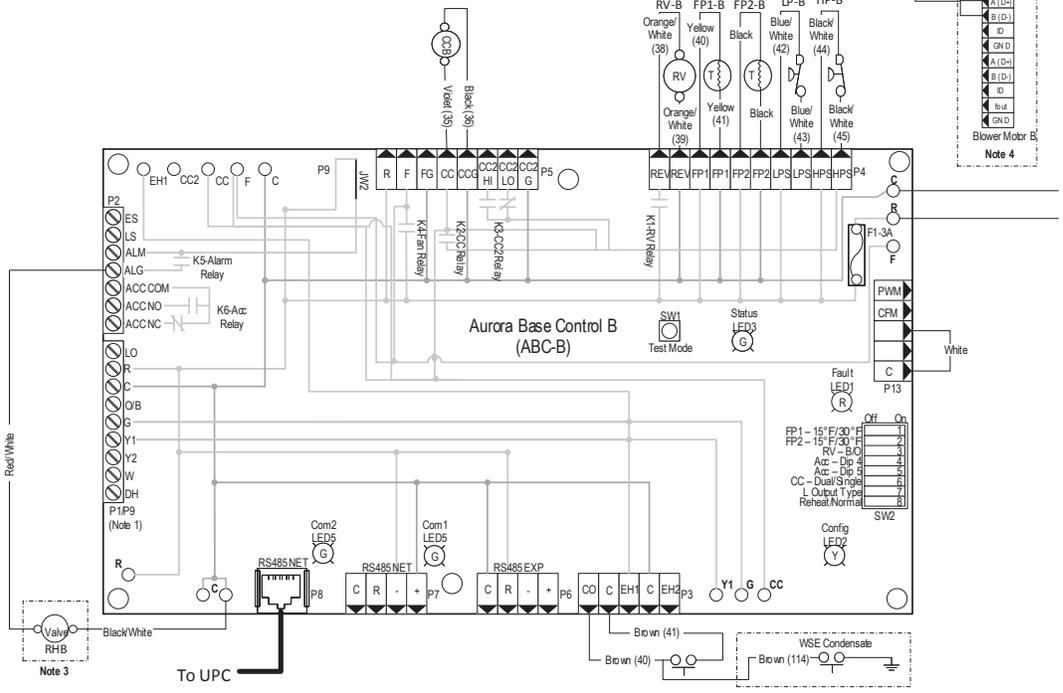 RV-B FP1-B FP2-B LP-B HP-B
Orange/
White
(38)
Yellow
(40)
Black
Blue/
White
(42)
Black/
White
(44)
CCB
Violet (35)
Black (36)
RV
T
T
Orange/
White
(39)
Yellow
(41)
Black
Blue/
White
(43)
Black/
White
(45)
A (D+)
B (D-)
ID
GND
A (D+)
B (D-)
ID
fout
GND
Blower Motor B
Note 4
EH1
CC2
CC
F
C
P9
JW2
R
F
FG
CC
CCG
CC2
HI
CC2
LO
CC2
G
P5
REV
REV
FP1
FP1
FP2
FP2
LPS
LPS
HPS
HPS
P4
C
R
F
F1-3A
P2
ES
LS
ALM
ALG
ACC COM
ACC NO
ACC NC
K5-Alarm
Relay
K6-Acc
Relay
K4-Fan Relay
K2-CC Relay
K3-CC2 Relay
K1-RV Relay
Aurora Base Control B
(ABC-B)
SW1
Test Mode
Status
LED3
G
PWM
CFM
C
P13
White
Fault
LED1
R
LO
R
C
O/B
G
Y1
Y2
W
DH
P1/P9
(Note 1)
Red/White
Off On
FP1 – 15°F/30°F 1
FP2 – 15°F/30°F 2
RV – B/O 3
Acc – Dip 4 4
Acc – Dip 5 5
CC – Dual/Single 6
L Output Type 7
Reheat/Normal 8
SW2
Config
LED2
Y
Com2
LED5
G
Com1
LED5
G
R
C
RS485 NET
P8
RS485 NET
C R - +
P7
RS485 EXP
C R - +
P6
CO C EH1 C EH2
P3
Y1 G CC
Valve
RHB
Note 3
Black/White
To UPC
Brown (41)
Brown (40)
WSE Condensate
Brown (114)